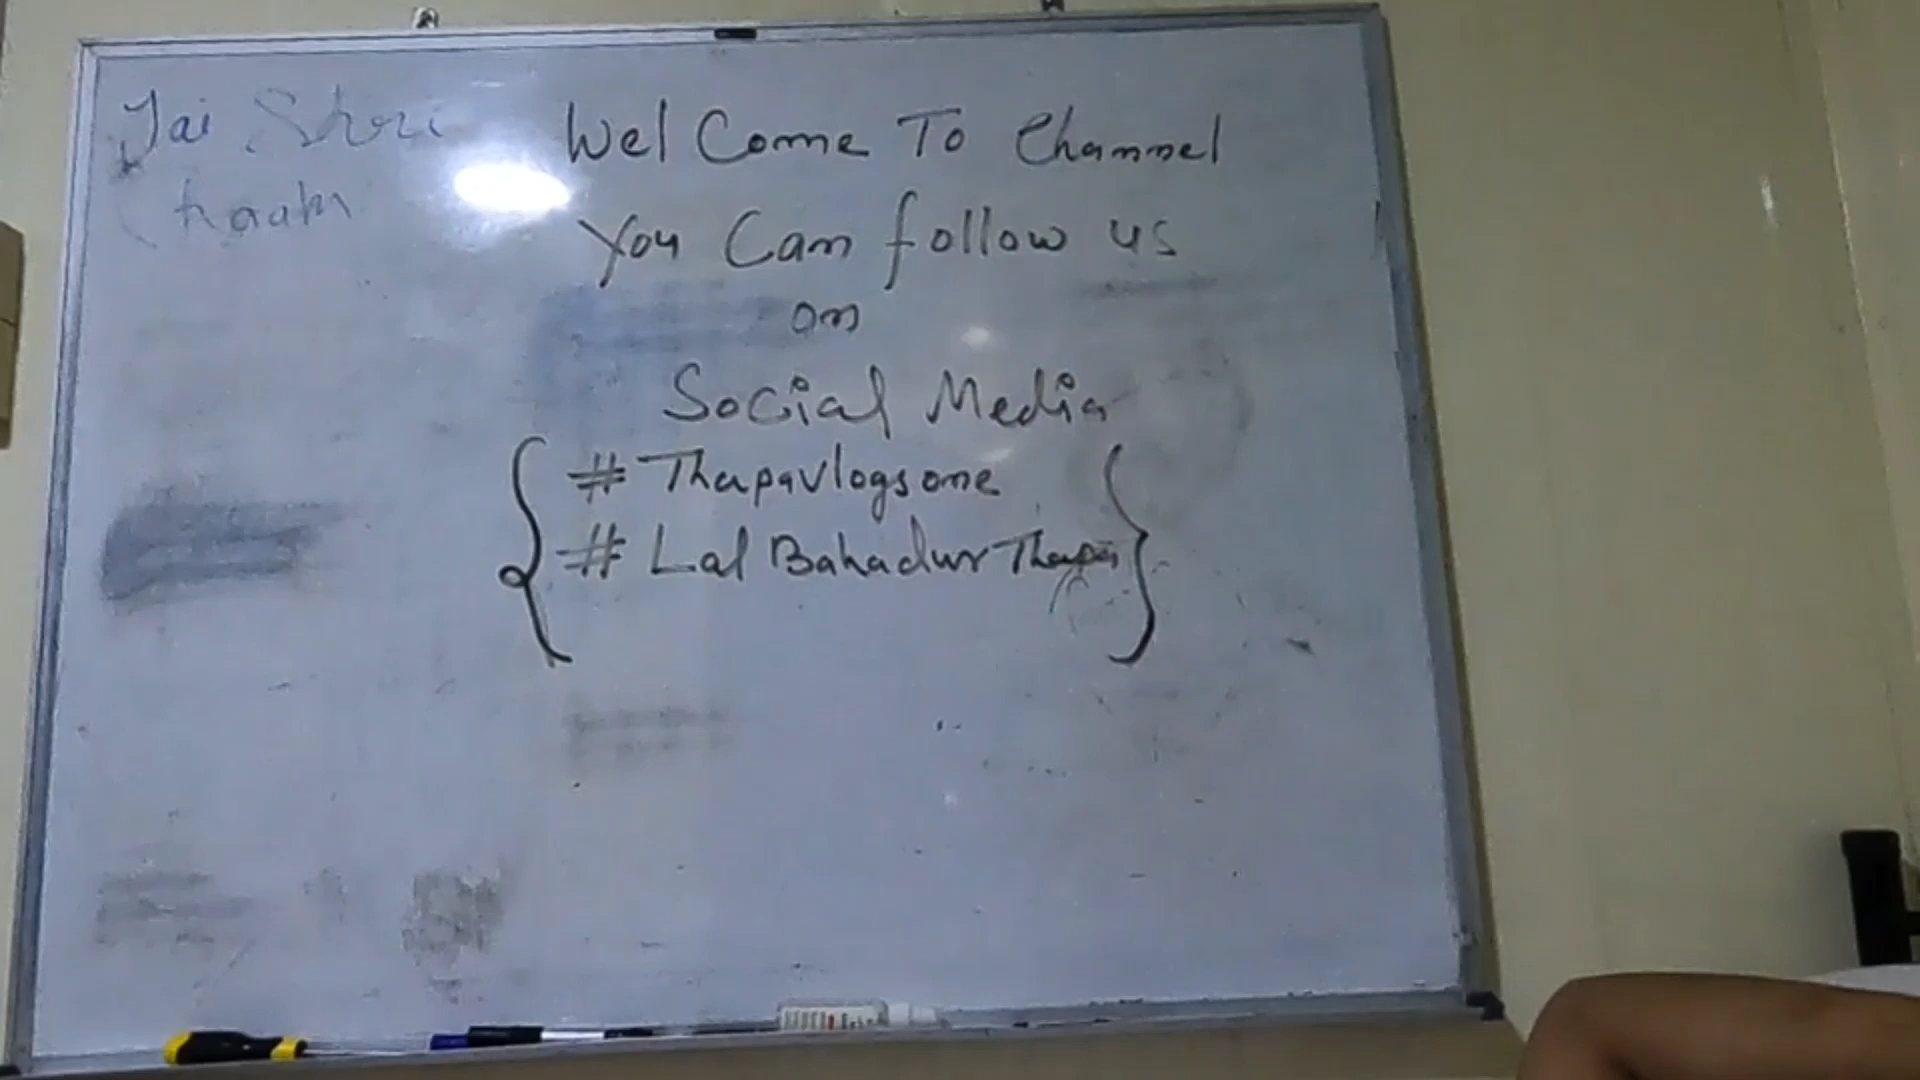 Jai Shri
Raam
Wel Come To Channel
You Can follow us
on
Social Media
# Thapavlogsone
# Lal Bahadur Thapa